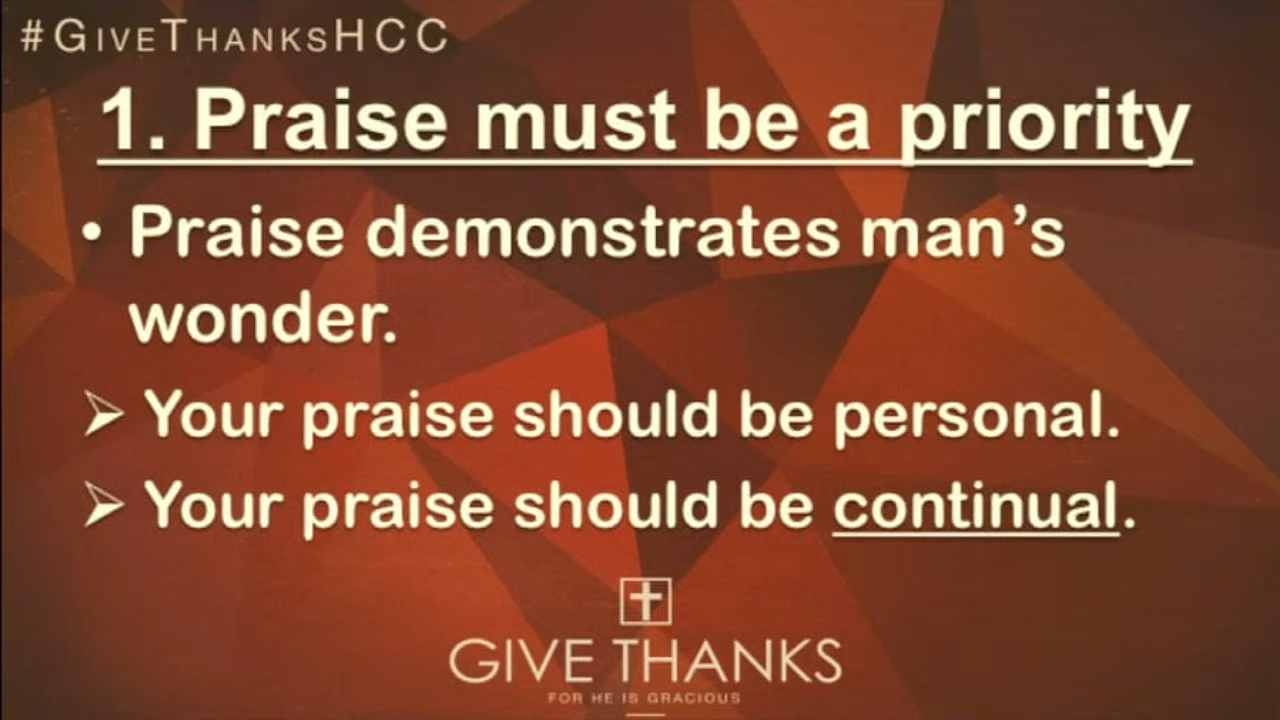 #GIVETHANKSHCC
1. Praise must be a priority
• Praise demonstrates man’s
wonder.
➢ Your praise should be personal.
➢ Your praise should be continual.
GIVE THANKS
FOR HE IS GRACIOUS